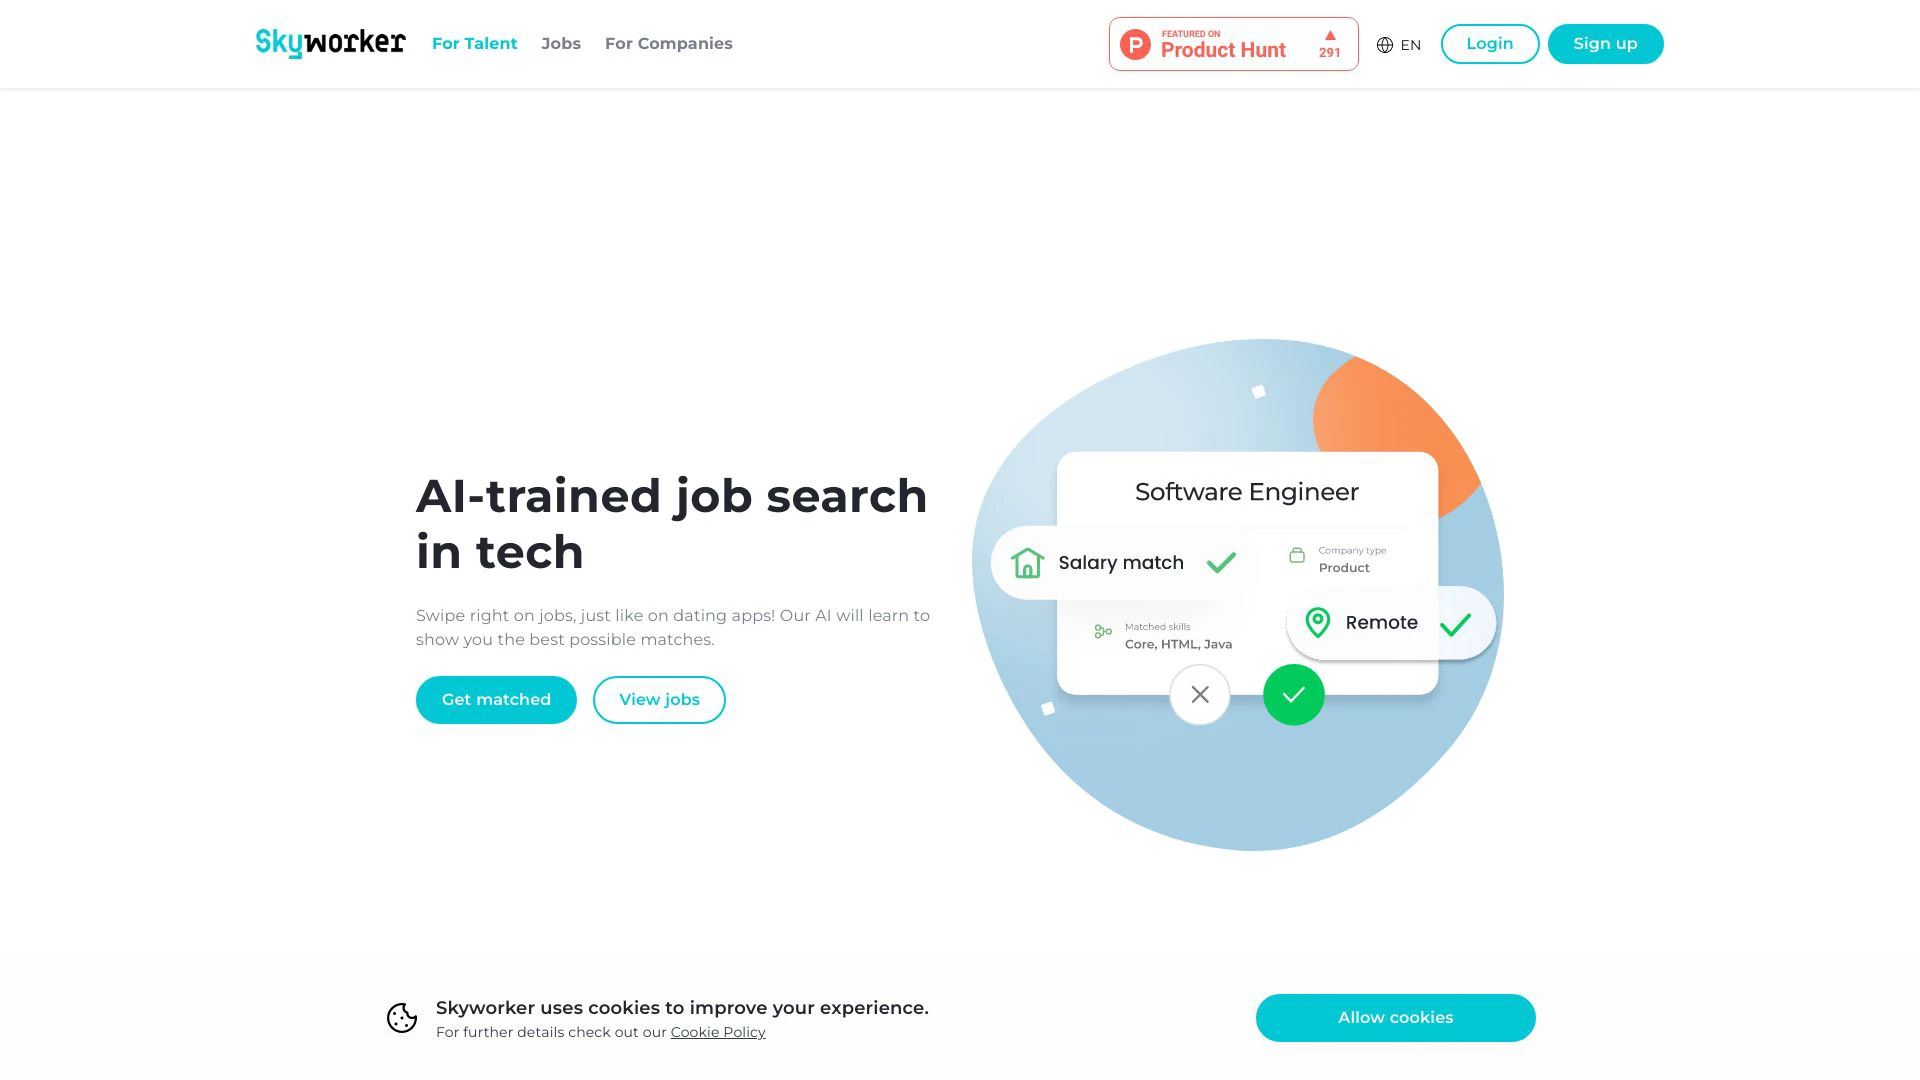 Skyworker
For Talent
Jobs
For Companies
P
FEATURED ON
Product Hunt
291
EN
Login
Sign up
AI-trained job search
in tech
Swipe right on jobs, just like on dating apps! Our AI will learn to
show you the best possible matches.
Get matched
View jobs
Software Engineer
Salary match
Company type
Product
Remote
Matched skills
Core, HTML, Java
Skyworker uses cookies to improve your experience.
For further details check out our Cookie Policy
Allow cookies